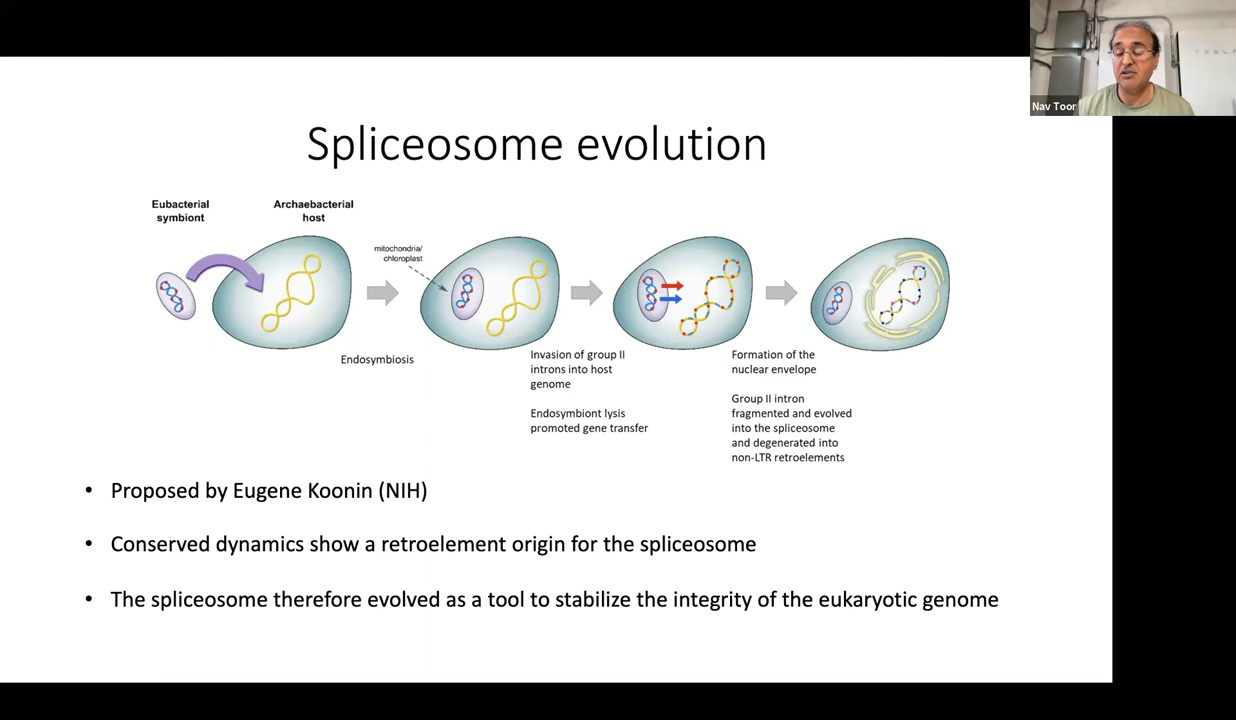 Nav Toor
Spliceosome evolution
Eubacterial
symbiont
Archaebacterial
host
mitochondria/
chloroplast
Endosymbiosis
Invasion of group II
introns into host
genome
Endosymbiont lysis
promoted gene transfer
Formation of the
nuclear envelope
Group II intron
fragmented and evolved
into the spliceosome
and degenerated into
non-LTR retroelements
• Proposed by Eugene Koonin (NIH)
• Conserved dynamics show a retroelement origin for the spliceosome
• The spliceosome therefore evolved as a tool to stabilize the integrity of the eukaryotic genome